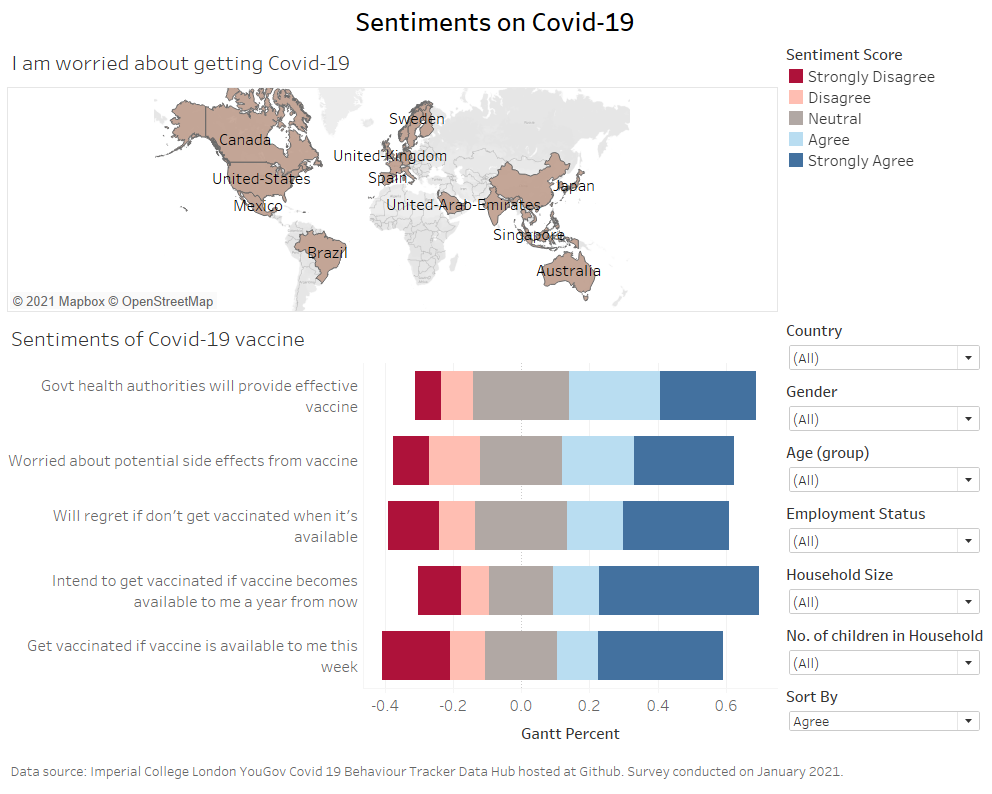 Sentiments on Covid-19
I am worried about getting Covid-19
Sweden
Canada
United-Kingdom
United-States
Spain
Japan
Mexico
United-Arab-Emirates
Singapore
Brazil
Australia
© 2021 Mapbox © OpenStreetMap
Sentiment Score
Strongly Disagree
Disagree
Neutral
Agree
Strongly Agree
Sentiments of Covid-19 vaccine
Govt health authorities will provide effective
vaccine
Worried about potential side effects from vaccine
Will regret if don’t get vaccinated when it’s
available
Intend to get vaccinated if vaccine becomes
available to me a year from now
Get vaccinated if vaccine is available to me this
week
-0.4 -0.2 0.0 0.2 0.4 0.6
Gantt Percent
Country
(All)
Gender
(All)
Age (group)
(All)
Employment Status
(All)
Household Size
(All)
No. of children in Household
(All)
Sort By
Agree
Data source: Imperial College London YouGov Covid 19 Behaviour Tracker Data Hub hosted at Github. Survey conducted on January 2021.